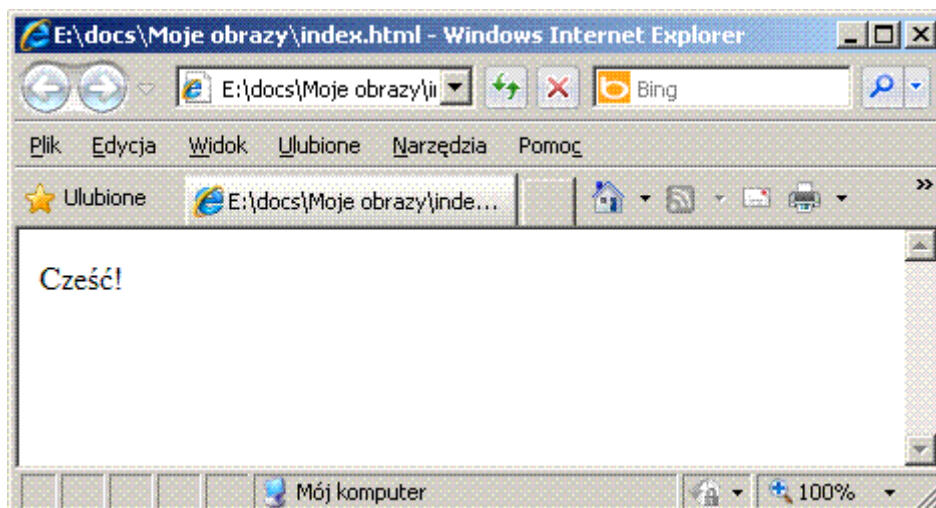 E:\docs\Moje obrazy\index.html - Windows Internet Explorer
E:\docs\Moje obrazy\i Bing
Plik Edycja Widok Ulubione Narzędzia Pomoc
Ulubione E:\docs\Moje obrazy\inde... »
Cześć!
Mój komputer 100%